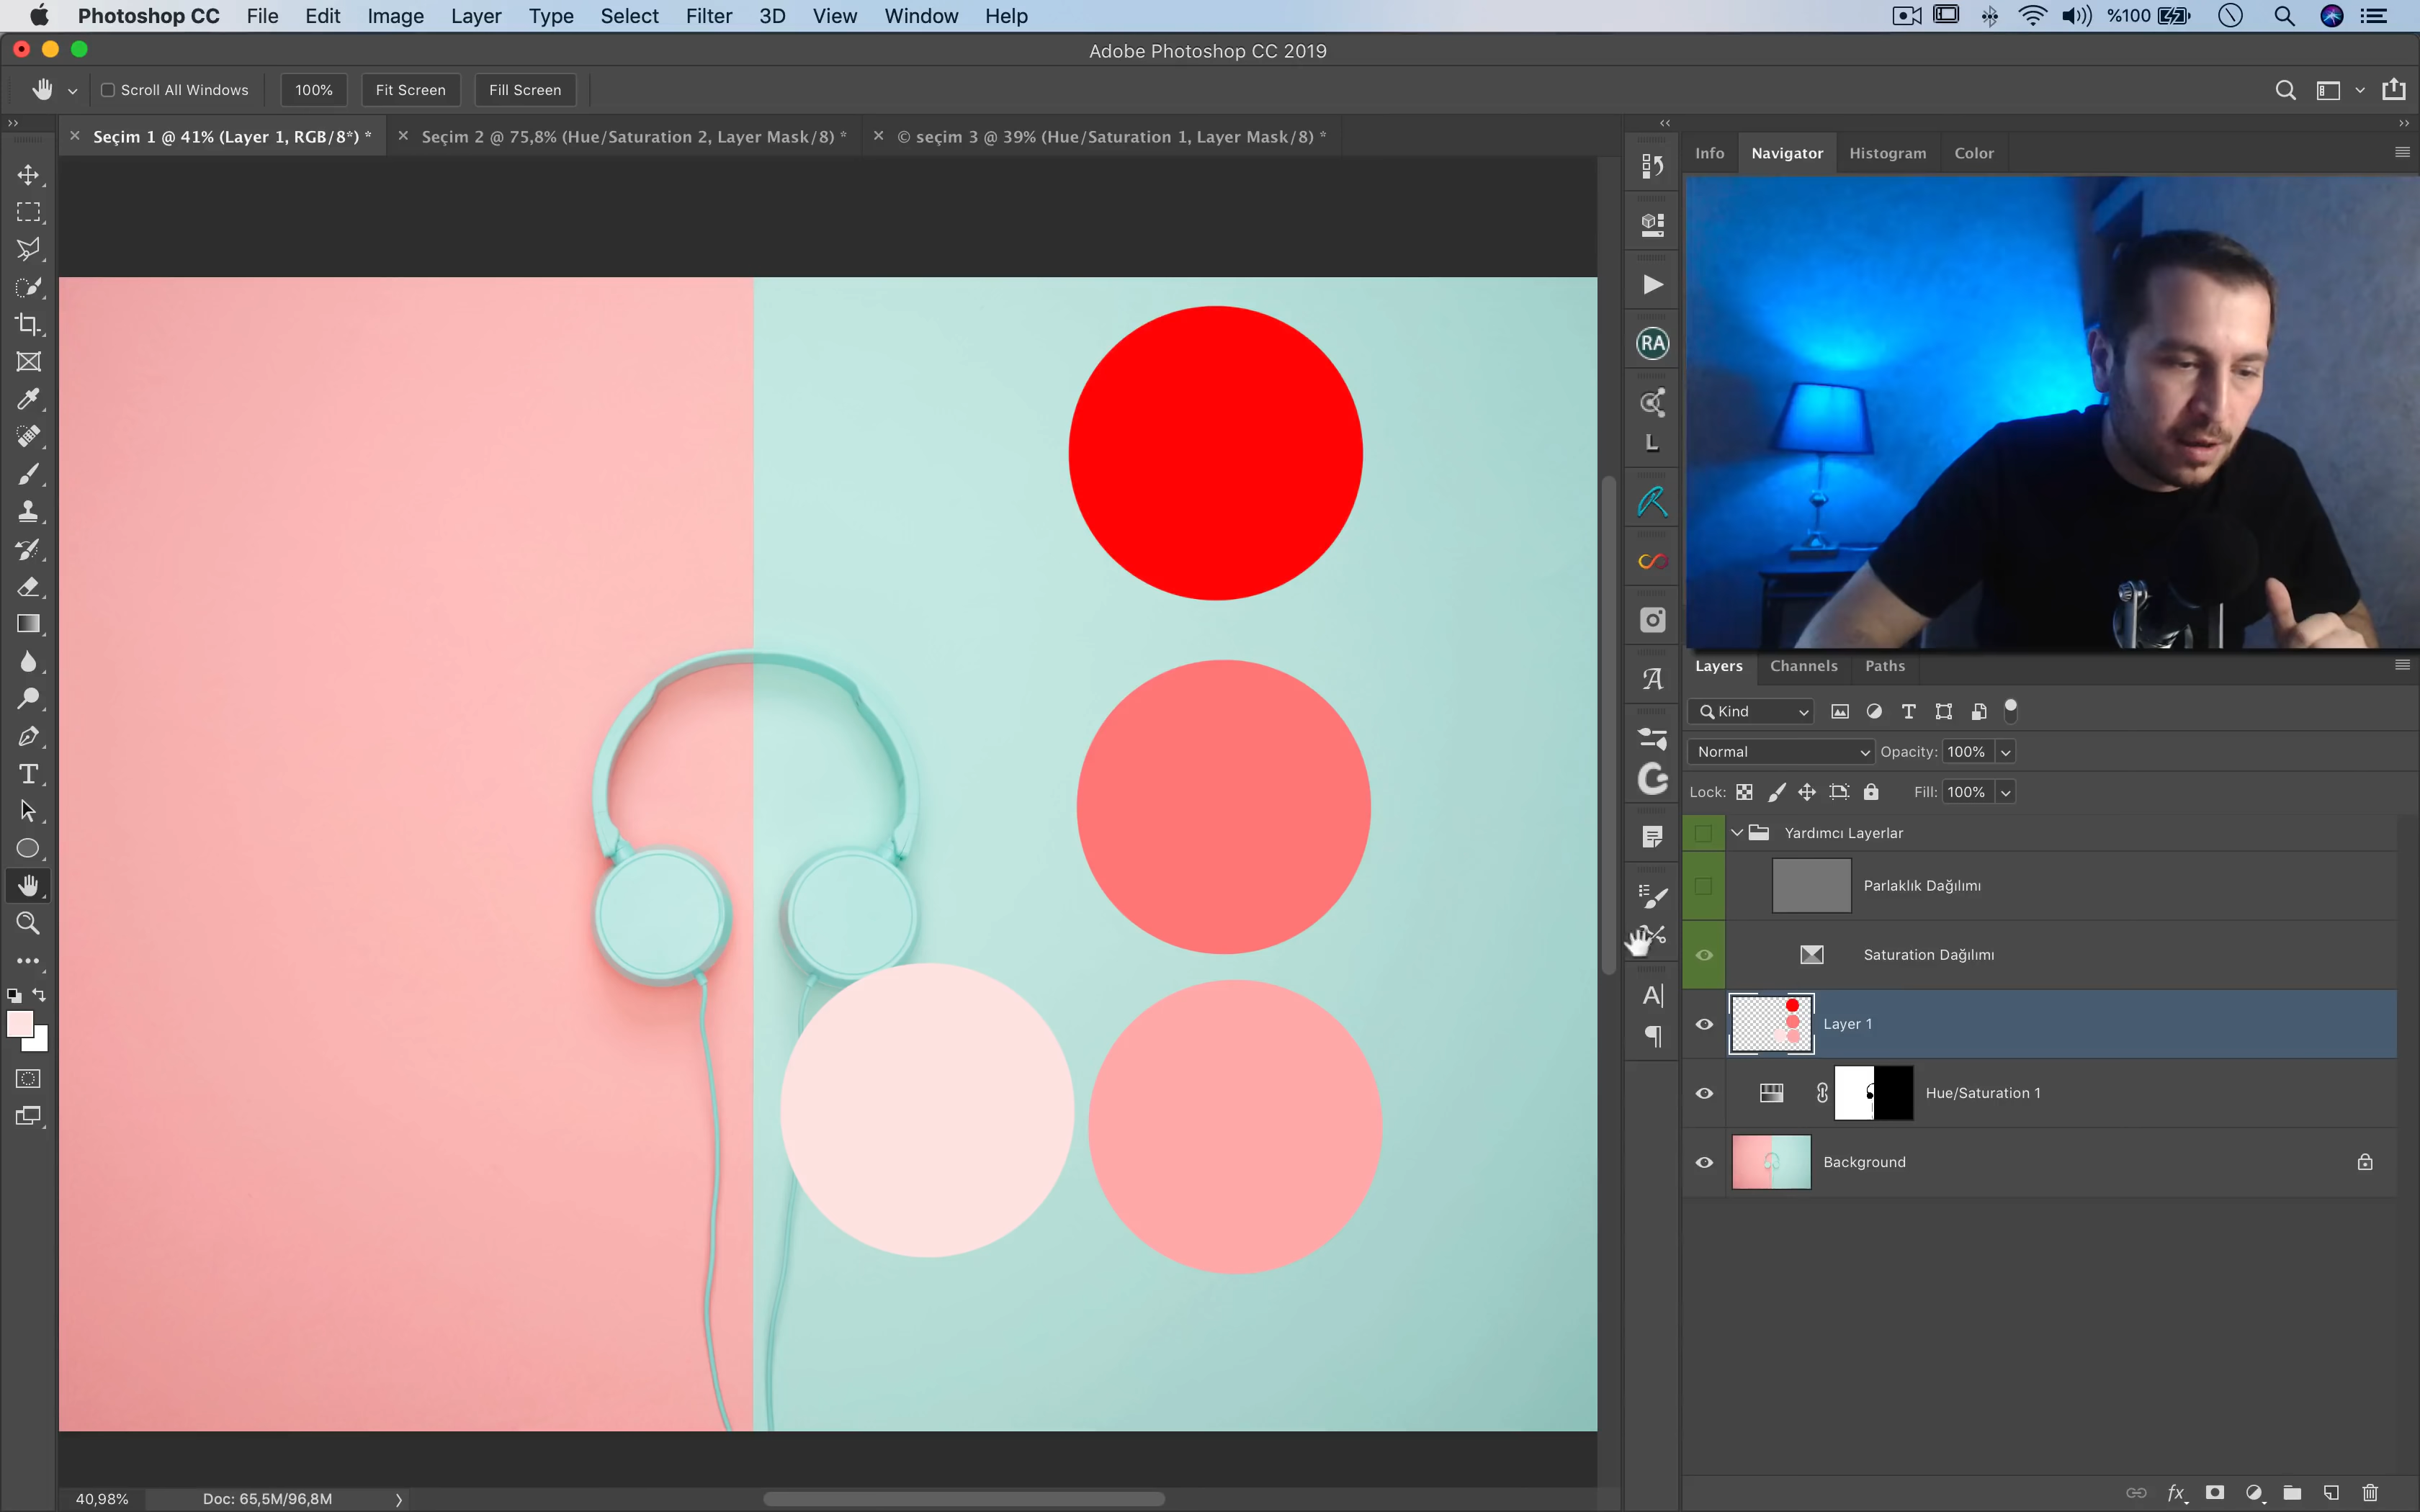 Photoshop CC File Edit Image Layer Type Select Filter 3D View Window Help %100
Adobe Photoshop CC 2019
Scroll All Windows 100% Fit Screen Fill Screen
Seçim 1 @ 41% (Layer 1, RGB/8*) * Seçim 2 @ 75,8% (Hue/Saturation 2, Layer Mask/8) * © seçim 3 @ 39% (Hue/Saturation 1, Layer Mask/8) *
Info Navigator Histogram Color
RA
L
Layers Channels Paths
Kind
Normal Opacity: 100%
Lock: Fill: 100%
Yardımcı Layerlar
Parlaklık Dağılımı
Saturation Dağılımı
Layer 1
Hue/Saturation 1
Background
40,98% Doc: 65,5M/96,8M